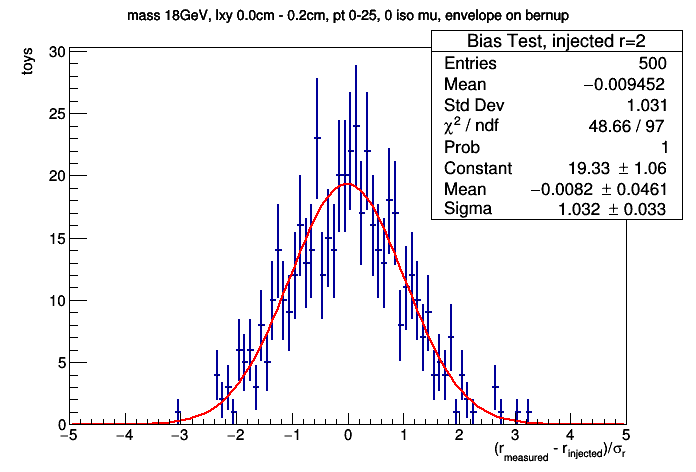 mass 18GeV, lxy 0.0cm - 0.2cm, pt 0-25, 0 iso mu, envelope on bernup
Bias Test, injected r=2
Entries 500
Mean −0.009452
Std Dev 1.031
χ² / ndf 48.66 / 97
Prob 1
Constant 19.33 ± 1.06
Mean −0.0082 ± 0.0461
Sigma 1.032 ± 0.033
toys
30
25
20
15
10
5
0
−5 −4 −3 −2 −1 0 1 2 3 4 5
(r_measured - r_injected)/σ_r